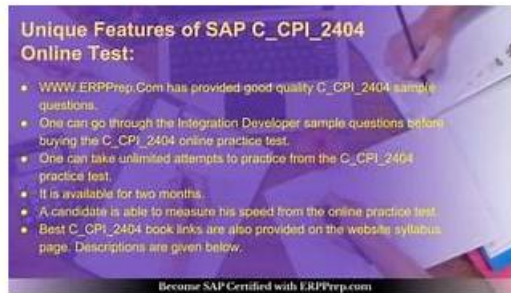 Unique Features of SAP C_CPI_2404
Online Test:
● WWW.ERPPrep.Com has provided good quality C_CPI_2404 sample
questions.
● One can go through the Integration Developer sample questions before
buying the C_CPI_2404 online practice test.
● One can take unlimited attempts to practice from the C_CPI_2404
practice test.
● It is available for two months.
● A candidate is able to measure his speed from the online practice test.
● Best C_CPI_2404 book links are also provided on the website syllabus
page. Descriptions are given below.
Become SAP Certified with ERPPrep.com